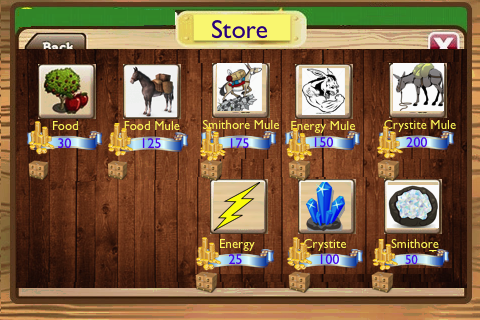 Store
Back
X
Food
Food Mule
Smithore Mule
Energy Mule
Crystite Mule
30
125
175
150
200
Energy
Crystite
Smithore
25
100
50